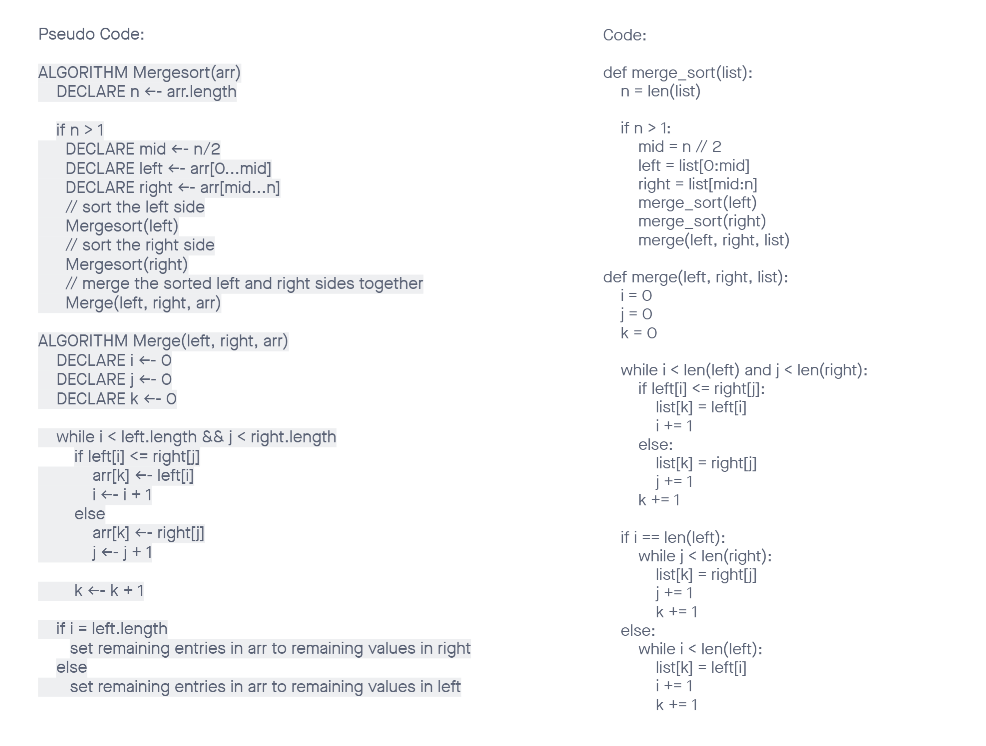 Pseudo Code:
ALGORITHM Mergesort(arr)
DECLARE n <- arr.length
if n > 1
DECLARE mid <- n/2
DECLARE left <- arr[0...mid]
DECLARE right <- arr[mid...n]
// sort the left side
Mergesort(left)
// sort the right side
Mergesort(right)
// merge the sorted left and right sides together
Merge(left, right, arr)
ALGORITHM Merge(left, right, arr)
DECLARE i <- 0
DECLARE j <- 0
DECLARE k <- 0
while i < left.length && j < right.length
if left[i] <= right[j]
arr[k] <- left[i]
i <- i + 1
else
arr[k] <- right[j]
j <- j + 1
k <- k + 1
if i = left.length
set remaining entries in arr to remaining values in right
else
set remaining entries in arr to remaining values in left
Code:
def merge_sort(list):
n = len(list)
if n > 1:
mid = n // 2
left = list[0:mid]
right = list[mid:n]
merge_sort(left)
merge_sort(right)
merge(left, right, list)
def merge(left, right, list):
i = 0
j = 0
k = 0
while i < len(left) and j < len(right):
if left[i] <= right[j]:
list[k] = left[i]
i += 1
else:
list[k] = right[j]
j += 1
k += 1
if i == len(left):
while j < len(right):
list[k] = right[j]
j += 1
k += 1
else:
while i < len(left):
list[k] = left[i]
i += 1
k += 1